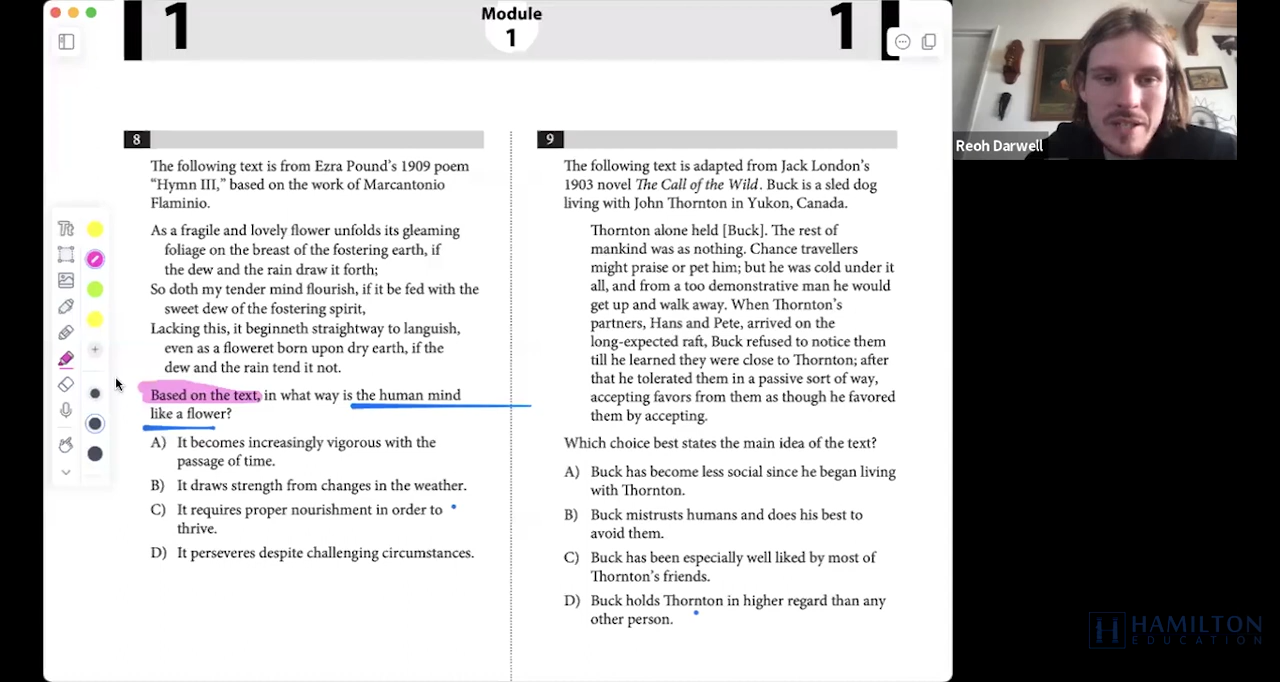 1
Module
1
1
8
The following text is from Ezra Pound's 1909 poem
"Hymn III," based on the work of Marcantonio
Flaminio.
As a fragile and lovely flower unfolds its gleaming
foliage on the breast of the fostering earth, if
the dew and the rain draw it forth;
So doth my tender mind flourish, if it be fed with the
sweet dew of the fostering spirit,
Lacking this, it beginneth straightway to languish,
even as a floweret born upon dry earth, if the
dew and the rain tend it not.
Based on the text, in what way is the human mind
like a flower?
A) It becomes increasingly vigorous with the
passage of time.
B) It draws strength from changes in the weather.
C) It requires proper nourishment in order to
thrive.
D) It perseveres despite challenging circumstances.
9
The following text is adapted from Jack London's
1903 novel The Call of the Wild. Buck is a sled dog
living with John Thornton in Yukon, Canada.
Thornton alone held [Buck]. The rest of
mankind was as nothing. Chance travellers
might praise or pet him; but he was cold under it
all, and from a too demonstrative man he would
get up and walk away. When Thornton's
partners, Hans and Pete, arrived on the
long-expected raft, Buck refused to notice them
till he learned they were close to Thornton; after
that he tolerated them in a passive sort of way,
accepting favors from them as though he favored
them by accepting.
Which choice best states the main idea of the text?
A) Buck has become less social since he began living
with Thornton.
B) Buck mistrusts humans and does his best to
avoid them.
C) Buck has been especially well liked by most of
Thornton's friends.
D) Buck holds Thornton in higher regard than any
other person.
Tt
Reoh Darwell
H HAMILTON
EDUCATION